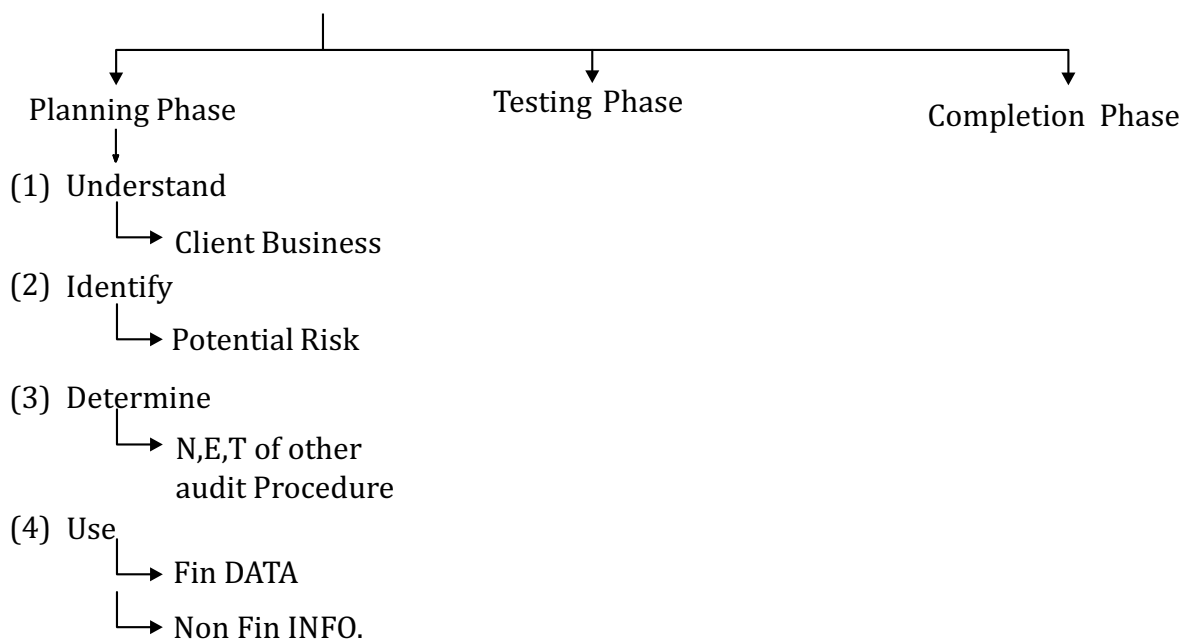 Planning Phase
Testing Phase
Completion Phase
(1) Understand
Client Business
(2) Identify
Potential Risk
(3) Determine
N,E,T of other
audit Procedure
(4) Use
Fin DATA
Non Fin INFO.